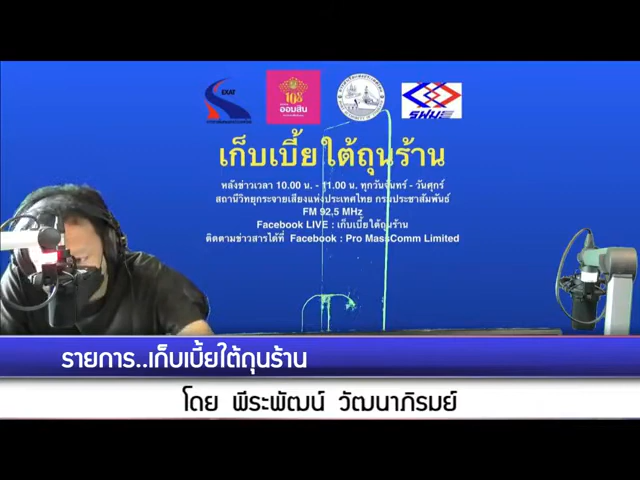 EXAT
108
ออมสิน
รฟม
เก็บเบี้ยใต้ถุนร้าน
หลังข่าวเวลา 10.00 น. - 11.00 น. ทุกวันจันทร์ - วันศุกร์
สถานีวิทยุกระจายเสียงแห่งประเทศไทย กรมประชาสัมพันธ์
FM 92.5 MHz
Facebook LIVE : เก็บเบี้ยใต้ถุนร้าน
ติดตามข่าวสารได้ที่ Facebook : Pro MassComm Limited
รายการ..เก็บเบี้ยใต้ถุนร้าน
โดย พีระพัฒน์ วัฒนาภิรมย์